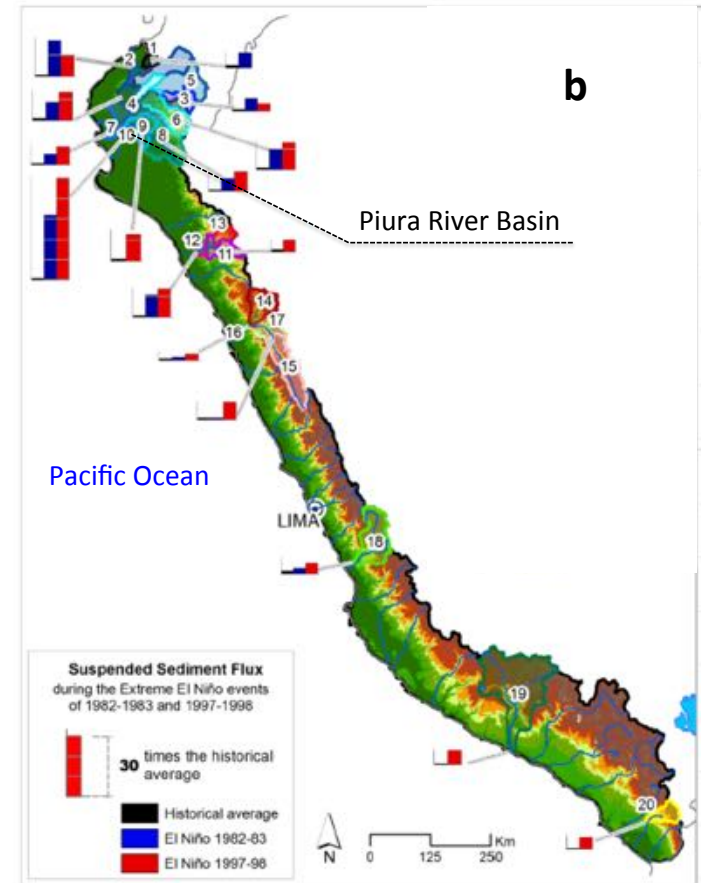 b
1
2
5
3
4
6
7
9
10
8
Piura River Basin
13
12
11
14
17
16
15
Pacific Ocean
LIMA
18
19
20
Suspended Sediment Flux
during the Extreme El Niño events
of 1982-1983 and 1997-1998
30 times the historical
average
Historical average
El Niño 1982-83
El Niño 1997-98
N
Km
0 125 250